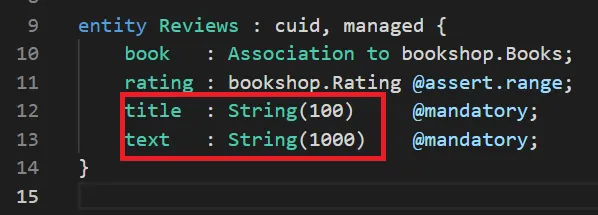 9 entity Reviews : cuid, managed {
10 book : Association to bookshop.Books;
11 rating : bookshop.Rating @assert.range;
12 title : String(100) @mandatory;
13 text : String(1000) @mandatory;
14 }
15